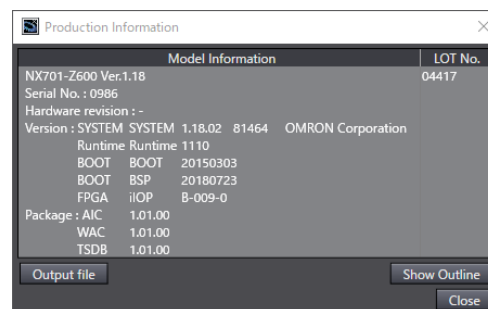 Production Information
Model Information LOT No.
NX701-Z600 Ver.1.18 04417
Serial No. : 0986
Hardware revision : -
Version : SYSTEM SYSTEM 1.18.02 81464 OMRON Corporation
Runtime Runtime 1110
BOOT BOOT 20150303
BOOT BSP 20180723
FPGA ilOP B-009-0
Package : AIC 1.01.00
WAC 1.01.00
TSDB 1.01.00
Output file Show Outline
Close